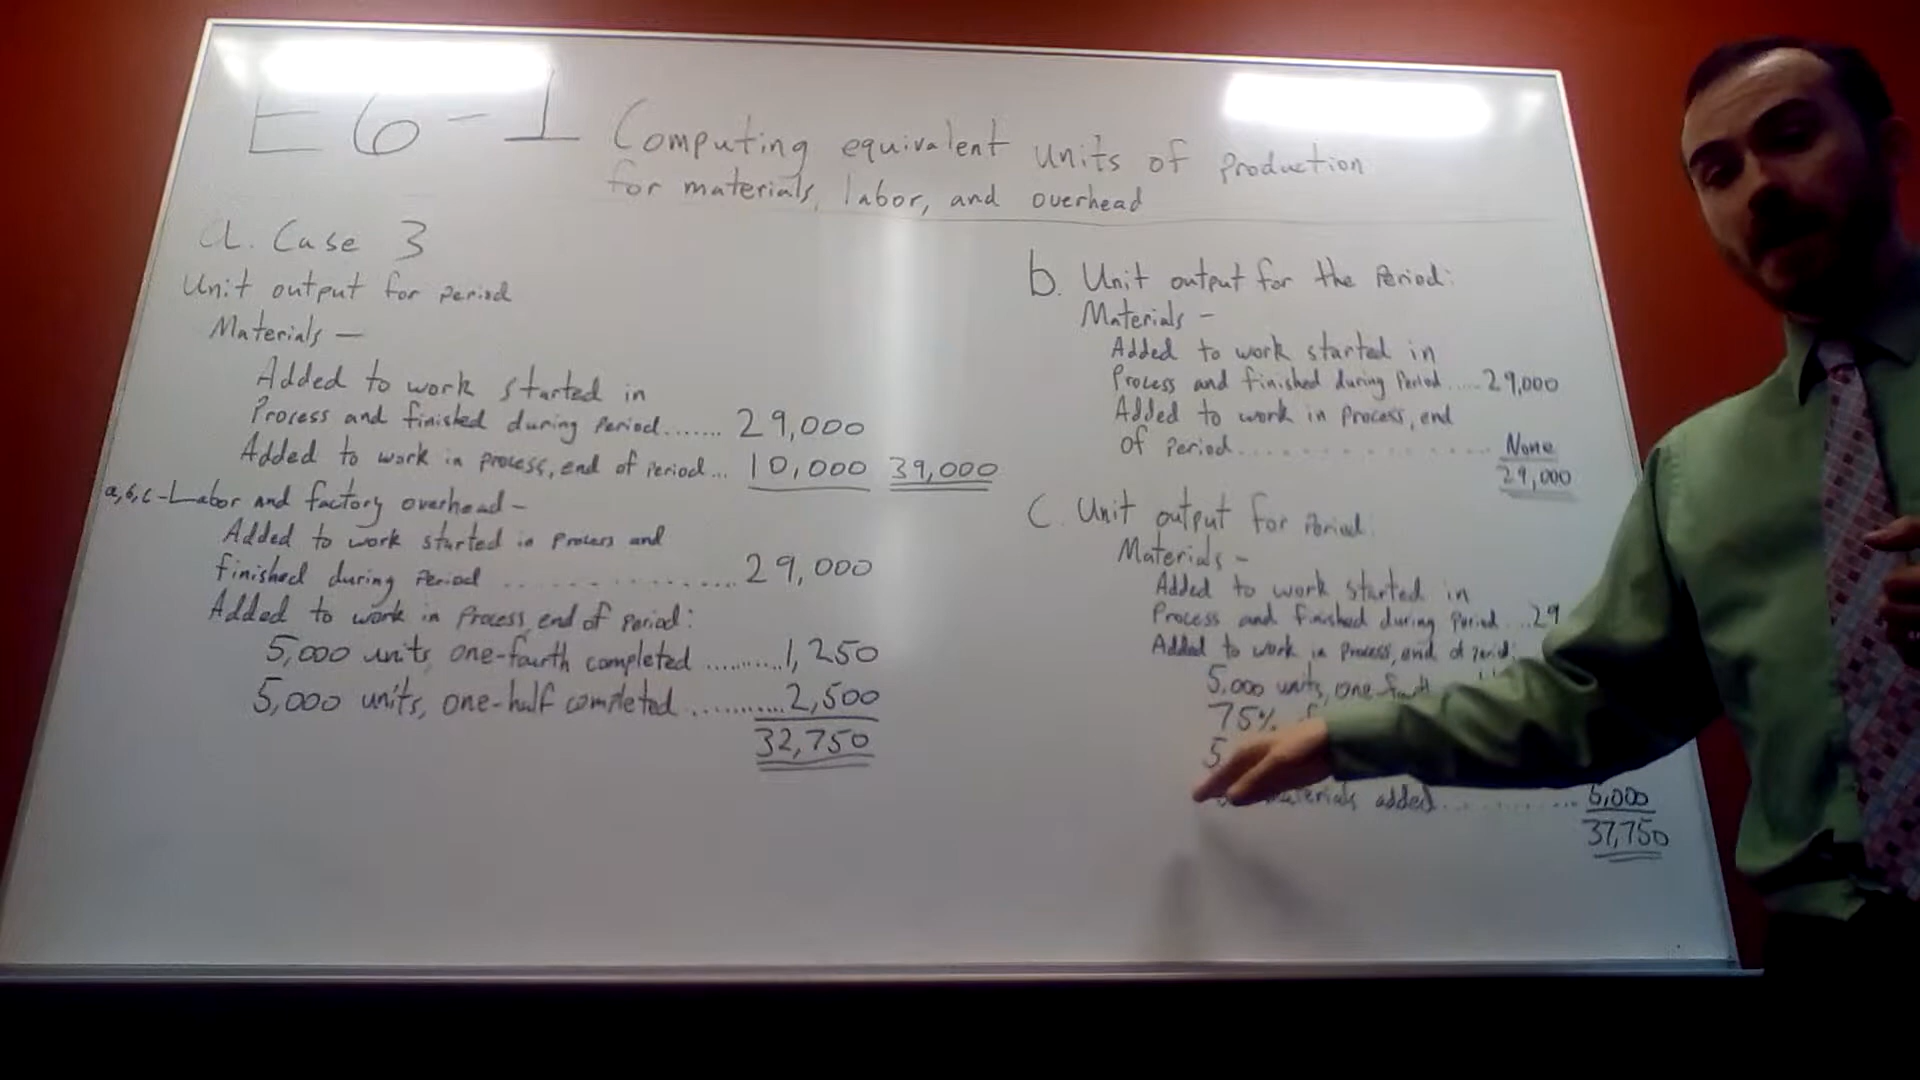 E6-1 Computing equivalent units of production
for materials, labor, and overhead
a. Case 3
Unit output for period
Materials —
Added to work started in
Process and finished during Period....... 29,000
Added to work in process, end of Period... 10,000 39,000
a,b,c-Labor and factory overhead-
Added to work started in Process and
finished during Period .............. 29,000
Added to work in Process, end of Period:
5,000 units, one-fourth completed ........... 1,250
5,000 units, one-half completed ............ 2,500
32,750
b. Unit output for the Period:
Materials -
Added to work started in
Process and finished during Period ..... 29,000
Added to work in Process, end
of Period .............. None
29,000
C. Unit output for Period:
Materials -
Added to work started in
Process and finished during Period ... 29
Added to work in Process, end of Period:
5,000 units, one
75%
5
materials added .......... 
37,750